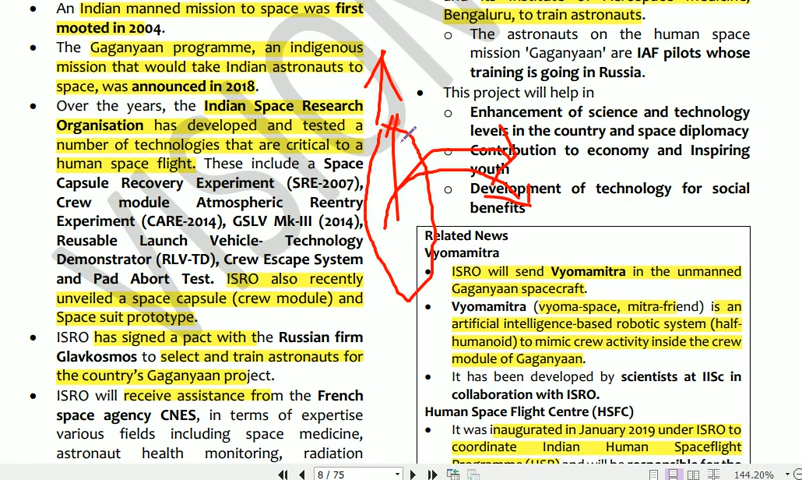 An Indian manned mission to space was first
mooted in 2004.
The Gaganyaan programme, an indigenous
mission that would take Indian astronauts to
space, was announced in 2018.
Over the years, the Indian Space Research
Organisation has developed and tested a
number of technologies that are critical to a
human space flight. These include a Space
Capsule Recovery Experiment (SRE-2007),
Crew module Atmospheric Reentry
Experiment (CARE-2014), GSLV Mk-III (2014),
Reusable Launch Vehicle- Technology
Demonstrator (RLV-TD), Crew Escape System
and Pad Abort Test. ISRO also recently
unveiled a space capsule (crew module) and
Space suit prototype.
ISRO has signed a pact with the Russian firm
Glavkosmos to select and train astronauts for
the country's Gaganyaan project.
ISRO will receive assistance from the French
space agency CNES, in terms of expertise
various fields including space medicine,
astronaut health monitoring, radiation
Bengaluru, to train astronauts.
The astronauts on the human space
mission 'Gaganyaan' are IAF pilots whose
training is going in Russia.
This project will help in
Enhancement of science and technology
levels in the country and space diplomacy
Contribution to economy and Inspiring
youth
Development of technology for social
benefits
Related News
Vyomamitra
ISRO will send Vyomamitra in the unmanned
Gaganyaan spacecraft.
Vyomamitra (vyoma-space, mitra-friend) is an
artificial intelligence-based robotic system (half-
humanoid) to mimic crew activity inside the crew
module of Gaganyaan.
It has been developed by scientists at IISc in
collaboration with ISRO.
Human Space Flight Centre (HSFC)
It was inaugurated in January 2019 under ISRO to
coordinate Indian Human Spaceflight
VISION
8 / 75
144.20%